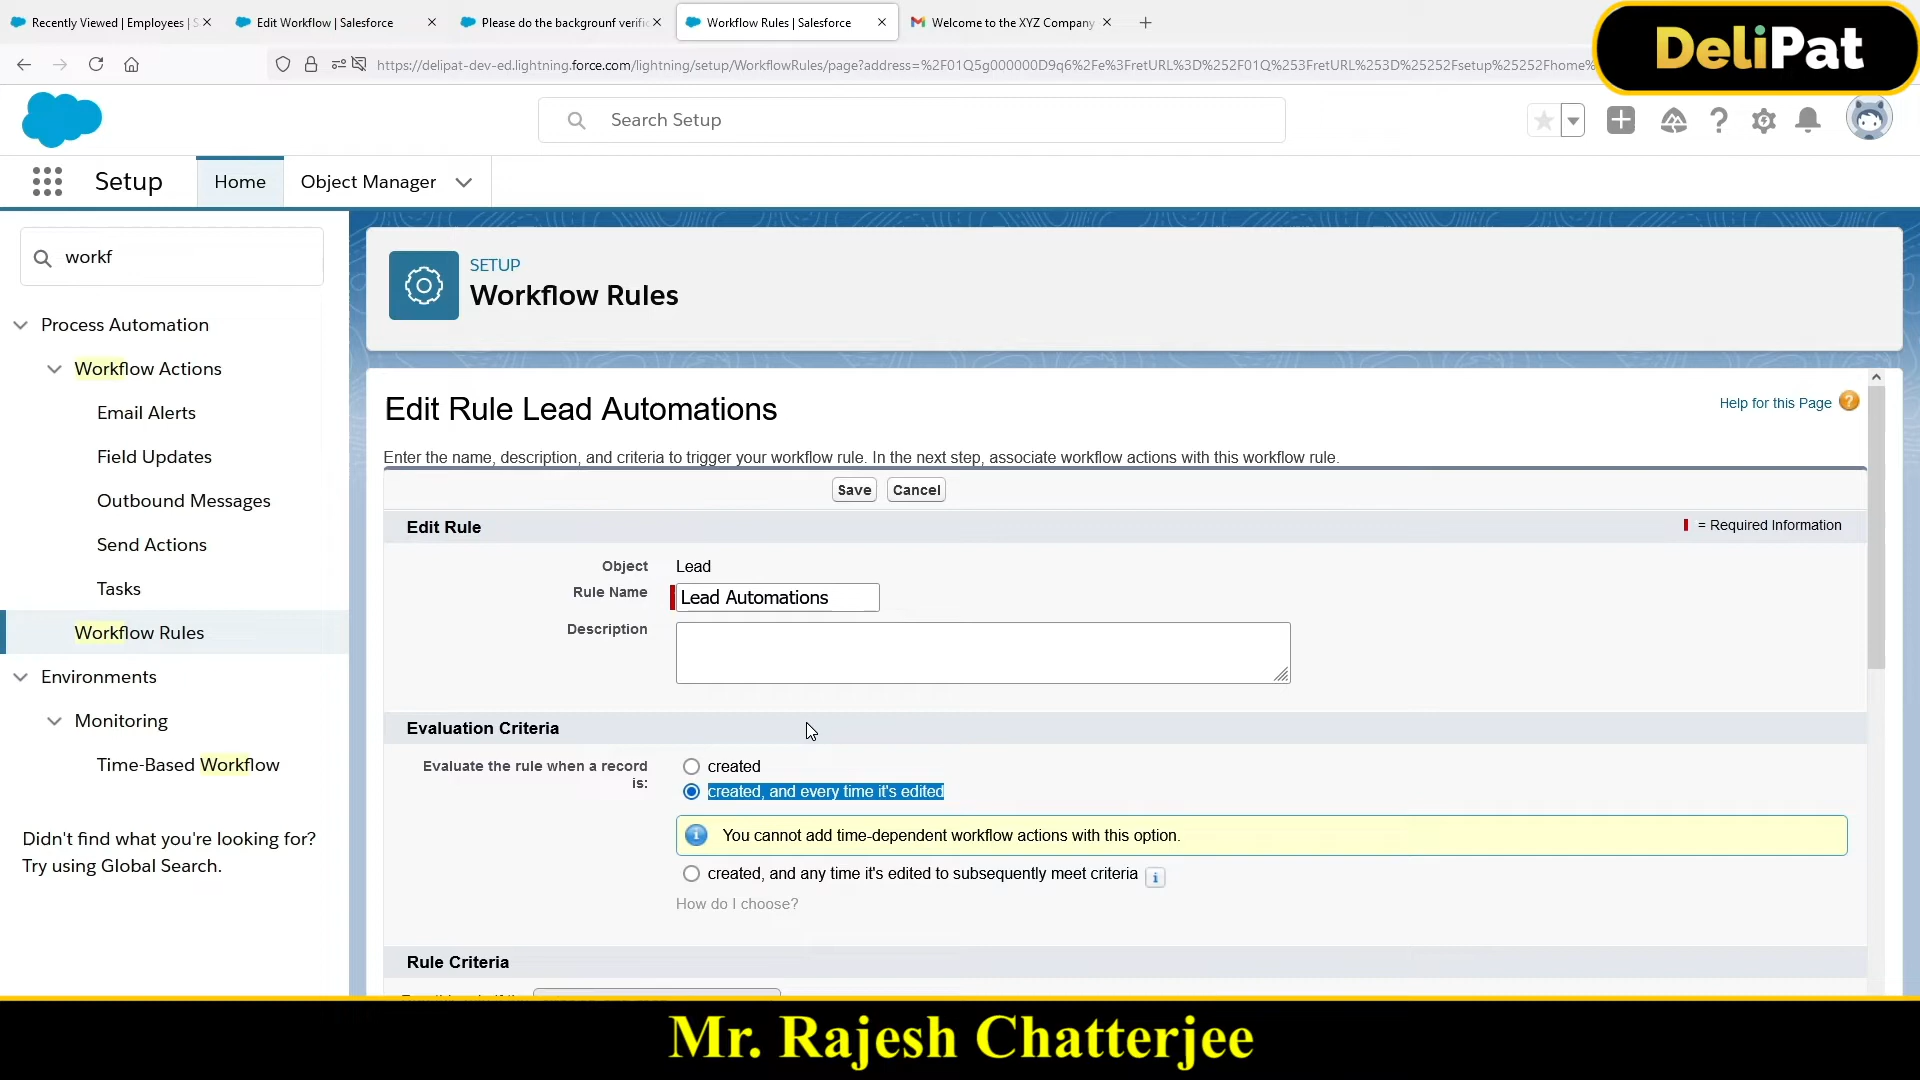 Recently Viewed | Employees | S
Edit Workflow | Salesforce
Please do the backgrounf verific
Workflow Rules | Salesforce
Welcome to the XYZ Company
https://delipat-dev-ed.lightning.force.com/lightning/setup/WorkflowRules/page?address=%2F01Q5g000000D9q6%2Fe%3FretURL%3D%252F01Q%253FretURL%253D%25252Fsetup%25252Fhome%
DeliPat
Search Setup
Setup
Home
Object Manager
workf
Process Automation
Workflow Actions
Email Alerts
Field Updates
Outbound Messages
Send Actions
Tasks
Workflow Rules
Environments
Monitoring
Time-Based Workflow
Didn't find what you're looking for?
Try using Global Search.
SETUP
Workflow Rules
Edit Rule Lead Automations
Help for this Page
Enter the name, description, and criteria to trigger your workflow rule. In the next step, associate workflow actions with this workflow rule.
Save
Cancel
Edit Rule
= Required Information
Object
Lead
Rule Name
Lead Automations
Description
Evaluation Criteria
Evaluate the rule when a record
is:
created
created, and every time it's edited
You cannot add time-dependent workflow actions with this option.
created, and any time it's edited to subsequently meet criteria
How do I choose?
Rule Criteria
Mr. Rajesh Chatterjee